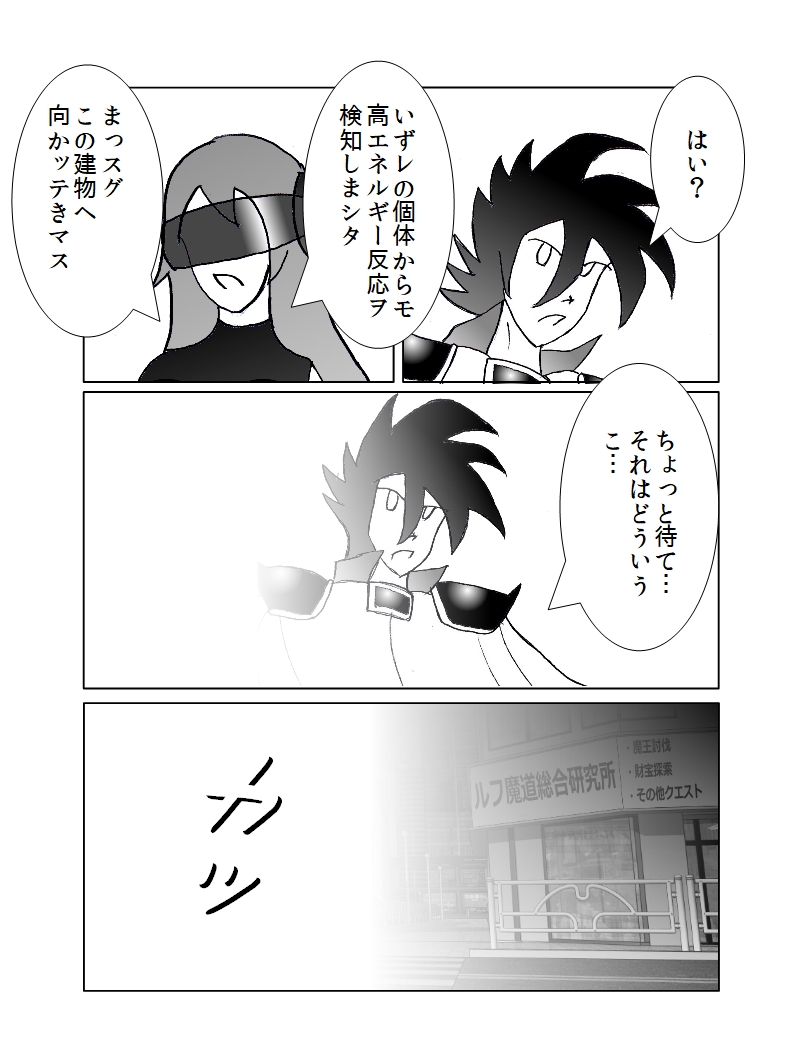 はい?
いずレの個体からモ
高エネルギー反応ヲ
検知しまシタ
まっスグ
この建物へ
向かッテきマス
ちょっと待て…
それはどういう
こ…
ルフ魔道総合研究所
・魔王討伐
・財宝探索
・その他クエスト
カッ